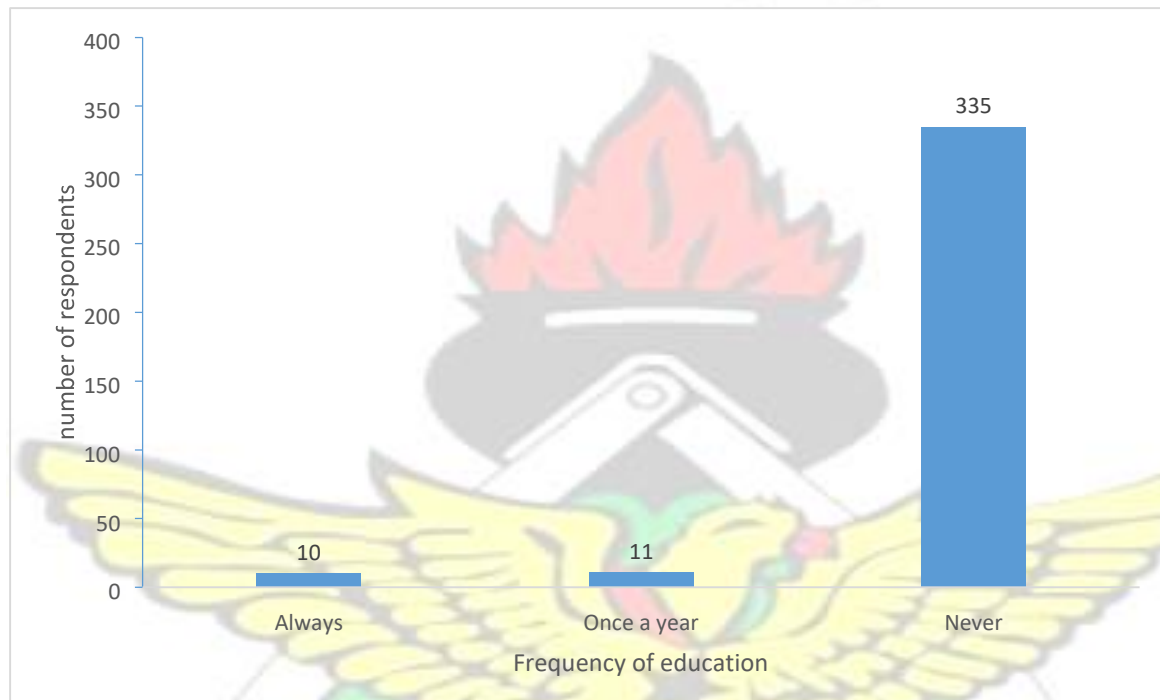 400
350
300
250
200
150
100
50
0
number of respondents
10
11
335
Always
Once a year
Never
Frequency of education